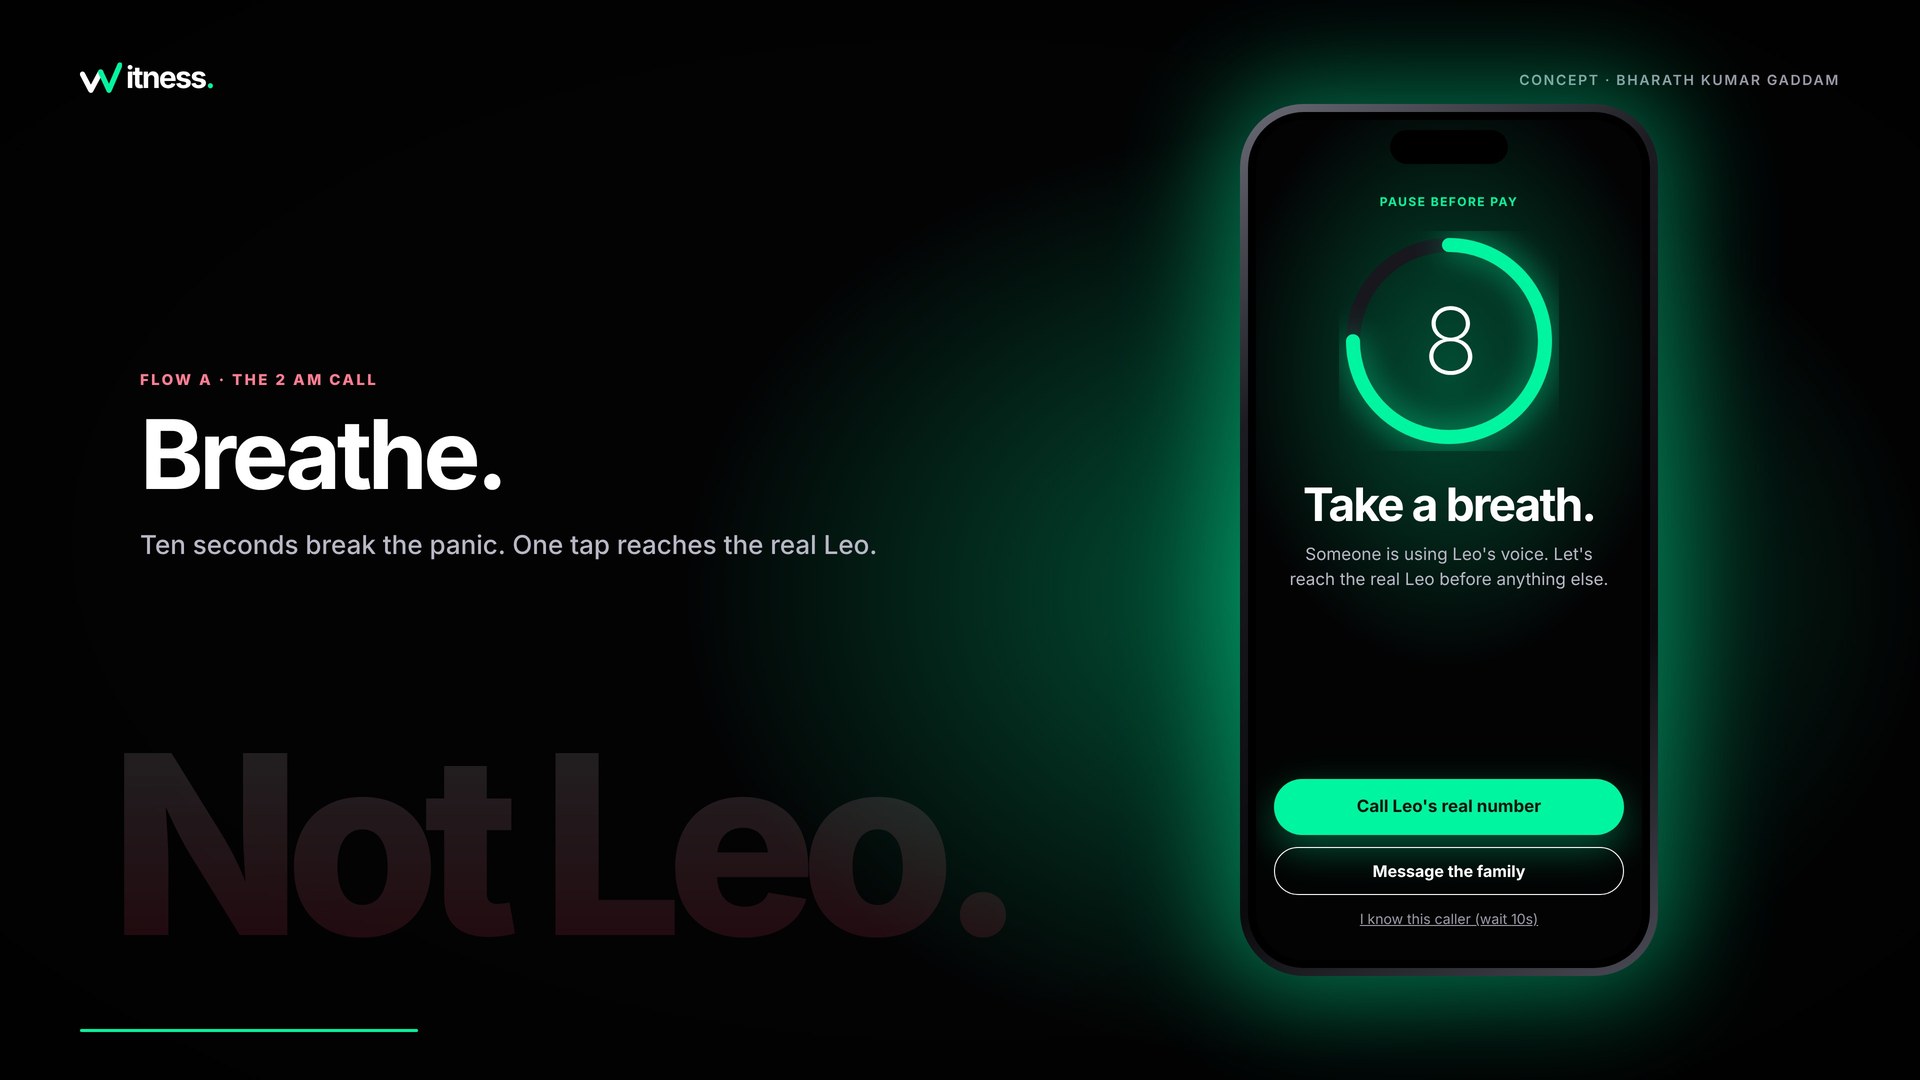 Witness.
CONCEPT · BHARATH KUMAR GADDAM
FLOW A · THE 2 AM CALL
Breathe.
Ten seconds break the panic. One tap reaches the real Leo.
Not Leo.
PAUSE BEFORE PAY
8
Take a breath.
Someone is using Leo's voice. Let's
reach the real Leo before anything else.
Call Leo's real number
Message the family
I know this caller (wait 10s)